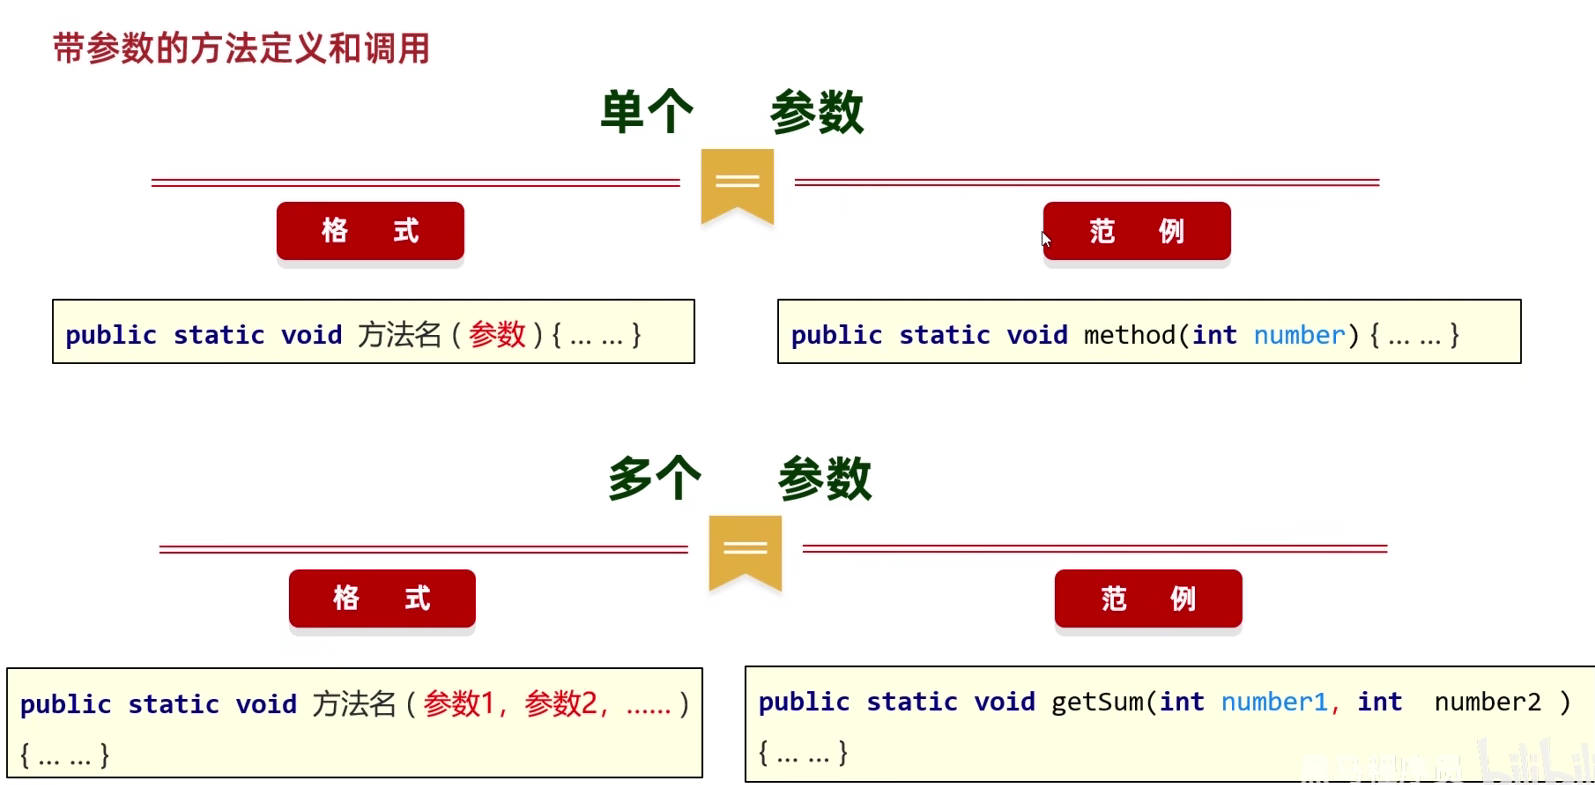 带参数的方法定义和调用
单个 参数
格 式 范 例
public static void 方法名 ( 参数 ) { ... ... }
public static void method(int number) { ... ... }
多个 参数
格 式 范 例
public static void 方法名 ( 参数1, 参数2, ...... )
{ ... ... }
public static void getSum(int number1, int number2 )
{ ... ... }
bilibili